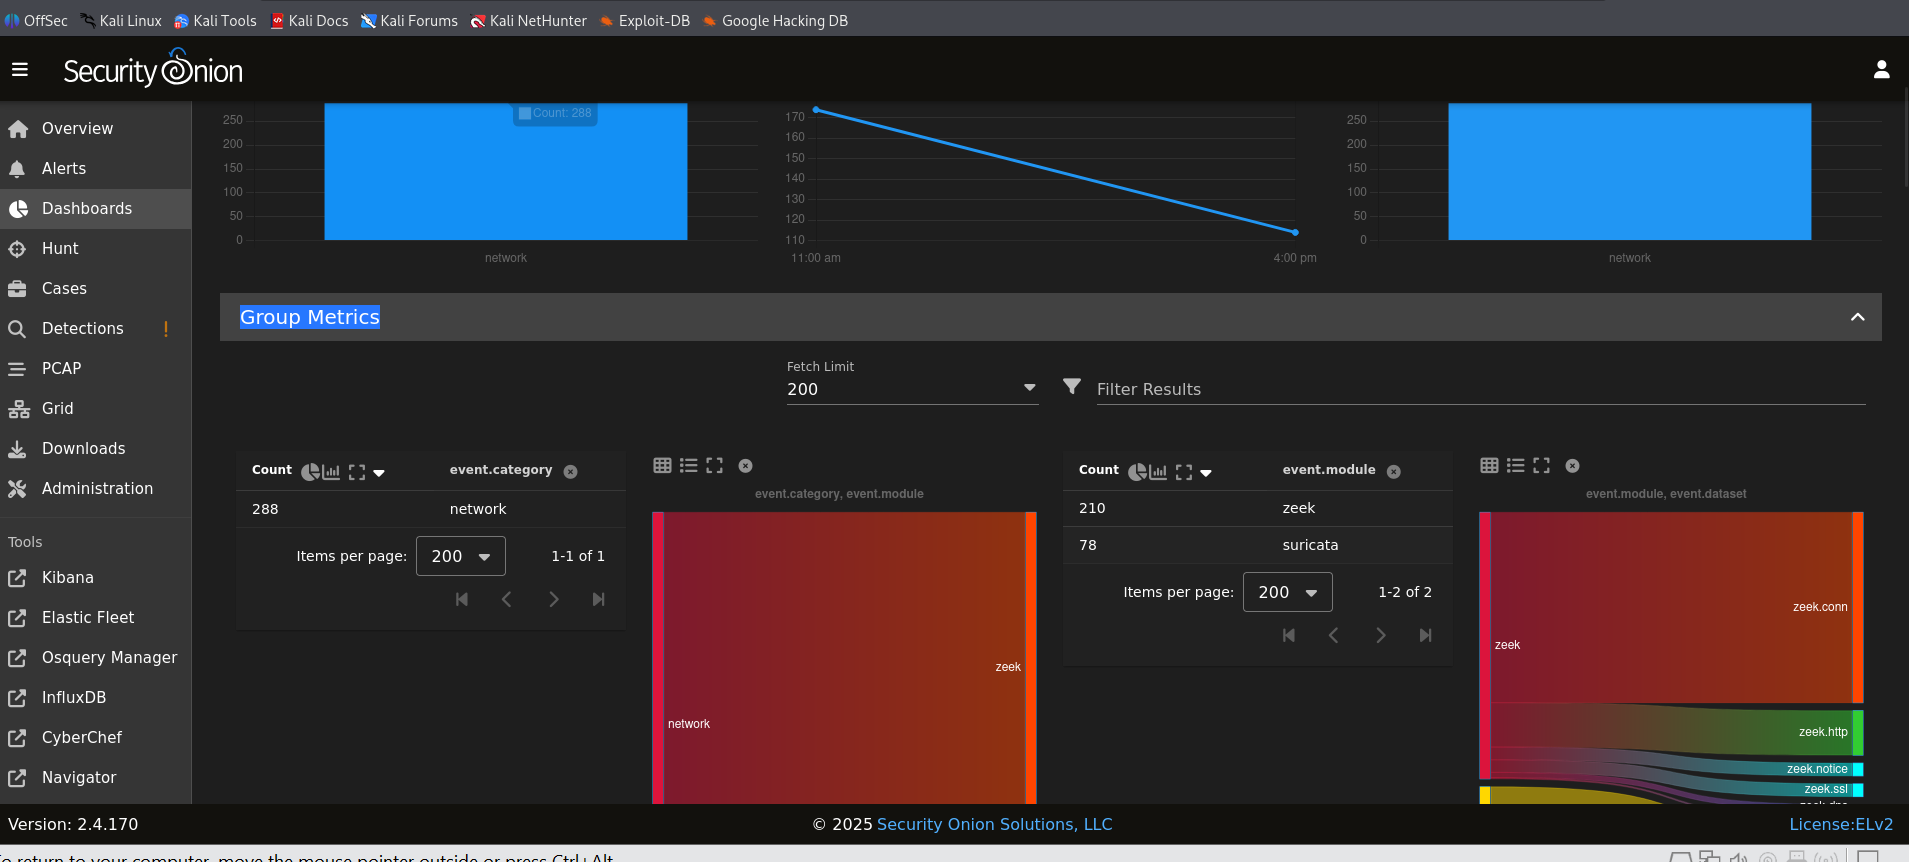 OffSec Kali Linux Kali Tools Kali Docs Kali Forums Kali NetHunter Exploit-DB Google Hacking DB
Security Onion
Overview
Alerts
Dashboards
Hunt
Cases
Detections
PCAP
Grid
Downloads
Administration
Tools
Kibana
Elastic Fleet
Osquery Manager
InfluxDB
CyberChef
Navigator
250
200
150
100
50
0
Count: 288
network
170
160
150
140
130
120
110
11:00 am 4:00 pm
250
200
150
100
50
0
network
Group Metrics
Fetch Limit
200
Filter Results
Count event.category
288 network
Items per page: 200 1-1 of 1
event.category, event.module
network
zeek
Count event.module
210 zeek
78 suricata
Items per page: 200 1-2 of 2
event.module, event.dataset
zeek.conn
zeek
zeek.http
zeek.notice
zeek.ssl
Version: 2.4.170
© 2025 Security Onion Solutions, LLC
License:ELv2
to return to your computer, move the mouse pointer outside or press Ctrl+Alt.